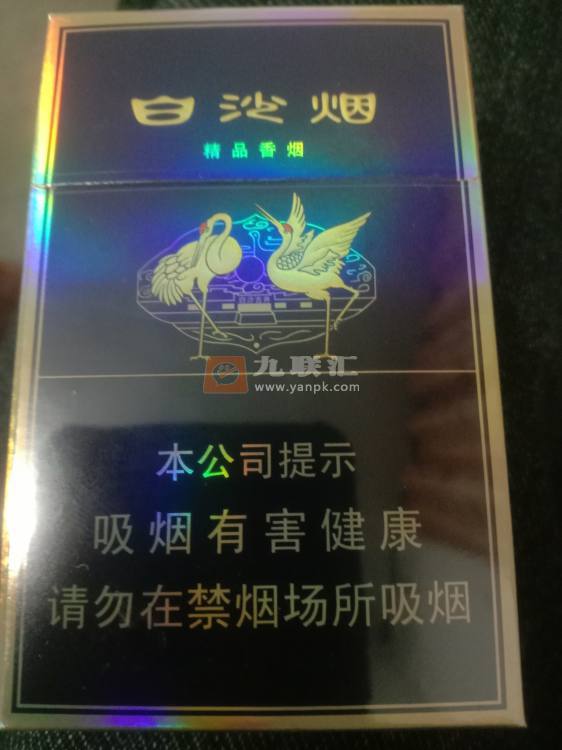 白沙烟
精品香烟
九联汇
www.yanpk.com
本公司提示
吸烟有害健康
请勿在禁烟场所吸烟